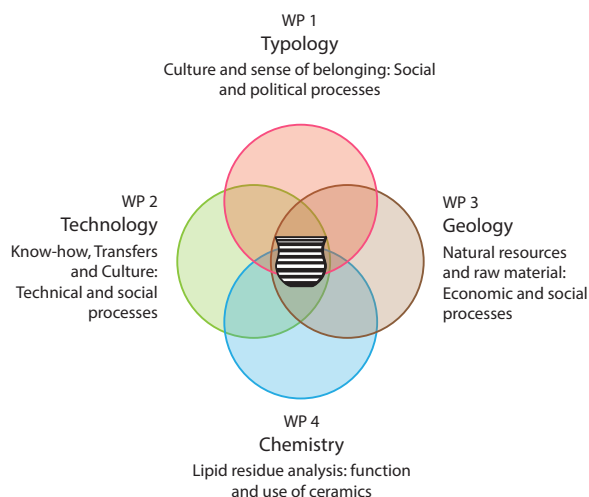 WP 1
Typology
Culture and sense of belonging: Social
and political processes
WP 2
Technology
Know-how, Transfers
and Culture:
Technical and social
processes
WP 3
Geology
Natural resources
and raw material:
Economic and social
processes
WP 4
Chemistry
Lipid residue analysis: function
and use of ceramics